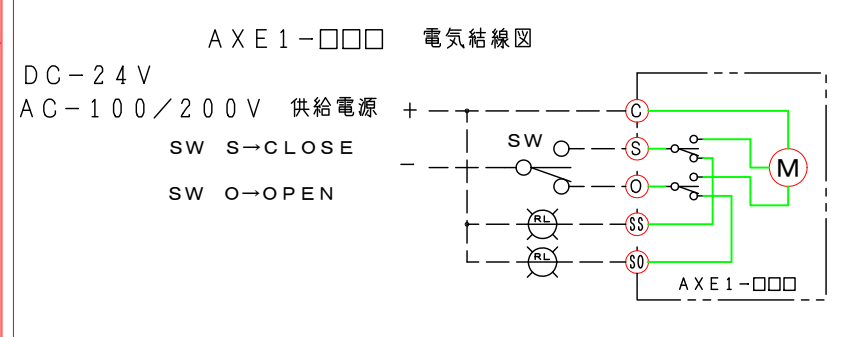 AXE1-□□□ 電気結線図
DC-24V
AC-100/200V 供給電源 +
-
SW S→CLOSE
SW O→OPEN
SW
C
S
O
SS
SO
M
RL
RL
AXE1-□□□